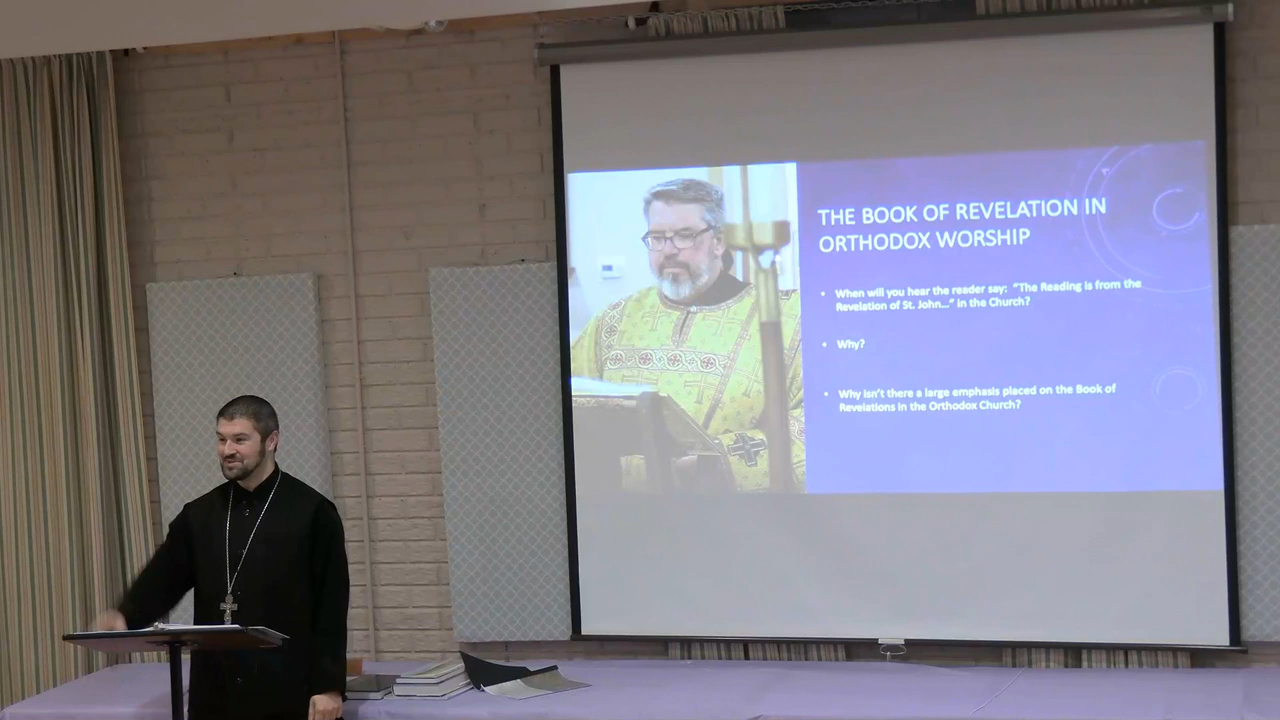 THE BOOK OF REVELATION IN
ORTHODOX WORSHIP
• When will you hear the reader say: "The Reading is from the
Revelation of St. John..." in the Church?
• Why?
• Why isn't there a large emphasis placed on the Book of
Revelations in the Orthodox Church?